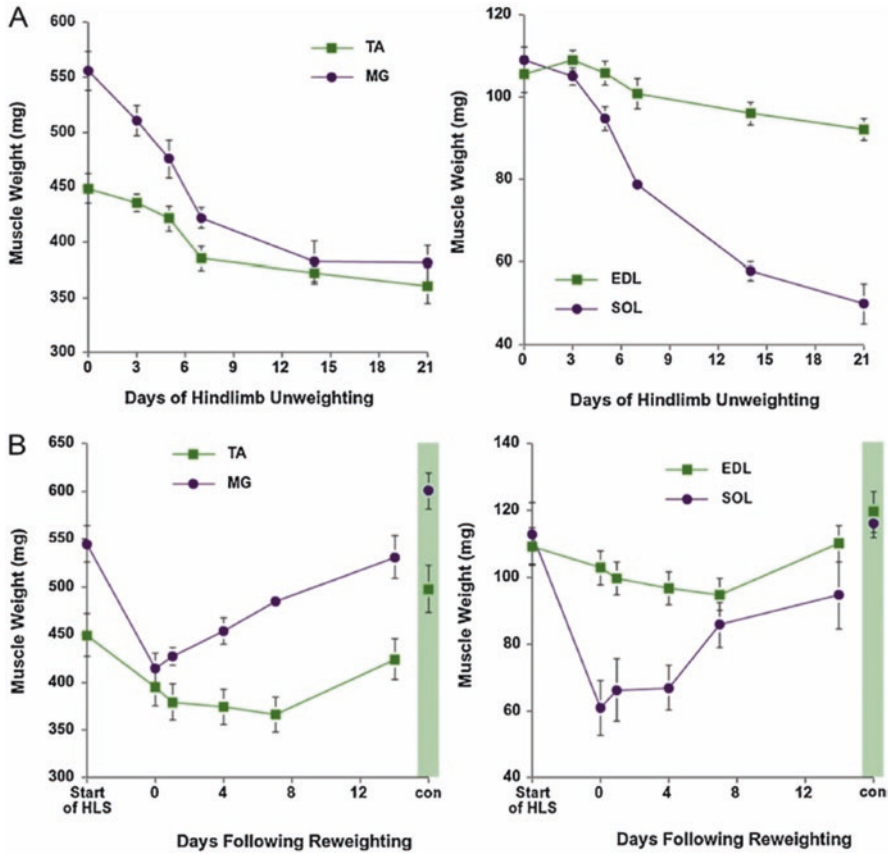 A
600
550
500
450
400
350
300
Muscle Weight (mg)
TA
MG
0 3 6 9 12 15 18 21
Days of Hindlimb Unweighting
120
100
80
60
40
Muscle Weight (mg)
EDL
SOL
0 3 6 9 12 15 18 21
Days of Hindlimb Unweighting
B
650
600
550
500
450
400
350
300
Muscle Weight (mg)
TA
MG
Start of HLS 0 4 8 12 con
Days Following Reweighting
140
120
100
80
60
40
Muscle Weight (mg)
EDL
SOL
Start of HLS 0 4 8 12 con
Days Following Reweighting